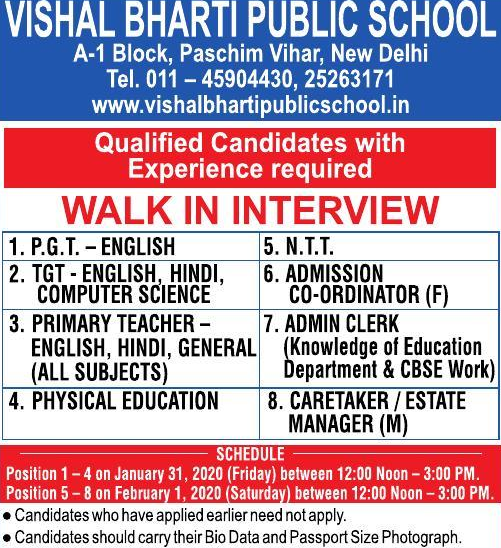 VISHAL BHARTI PUBLIC SCHOOL
A-1 Block, Paschim Vihar, New Delhi
Tel. 011 – 45904430, 25263171
www.vishalbhartipublicschool.in
Qualified Candidates with
Experience required
WALK IN INTERVIEW
1. P.G.T. – ENGLISH
2. TGT - ENGLISH, HINDI,
COMPUTER SCIENCE
3. PRIMARY TEACHER –
ENGLISH, HINDI, GENERAL
(ALL SUBJECTS)
4. PHYSICAL EDUCATION
5. N.T.T.
6. ADMISSION
CO-ORDINATOR (F)
7. ADMIN CLERK
(Knowledge of Education
Department & CBSE Work)
8. CARETAKER / ESTATE
MANAGER (M)
SCHEDULE
Position 1 – 4 on January 31, 2020 (Friday) between 12:00 Noon – 3:00 PM.
Position 5 – 8 on February 1, 2020 (Saturday) between 12:00 Noon – 3:00 PM.
• Candidates who have applied earlier need not apply.
• Candidates should carry their Bio Data and Passport Size Photograph.